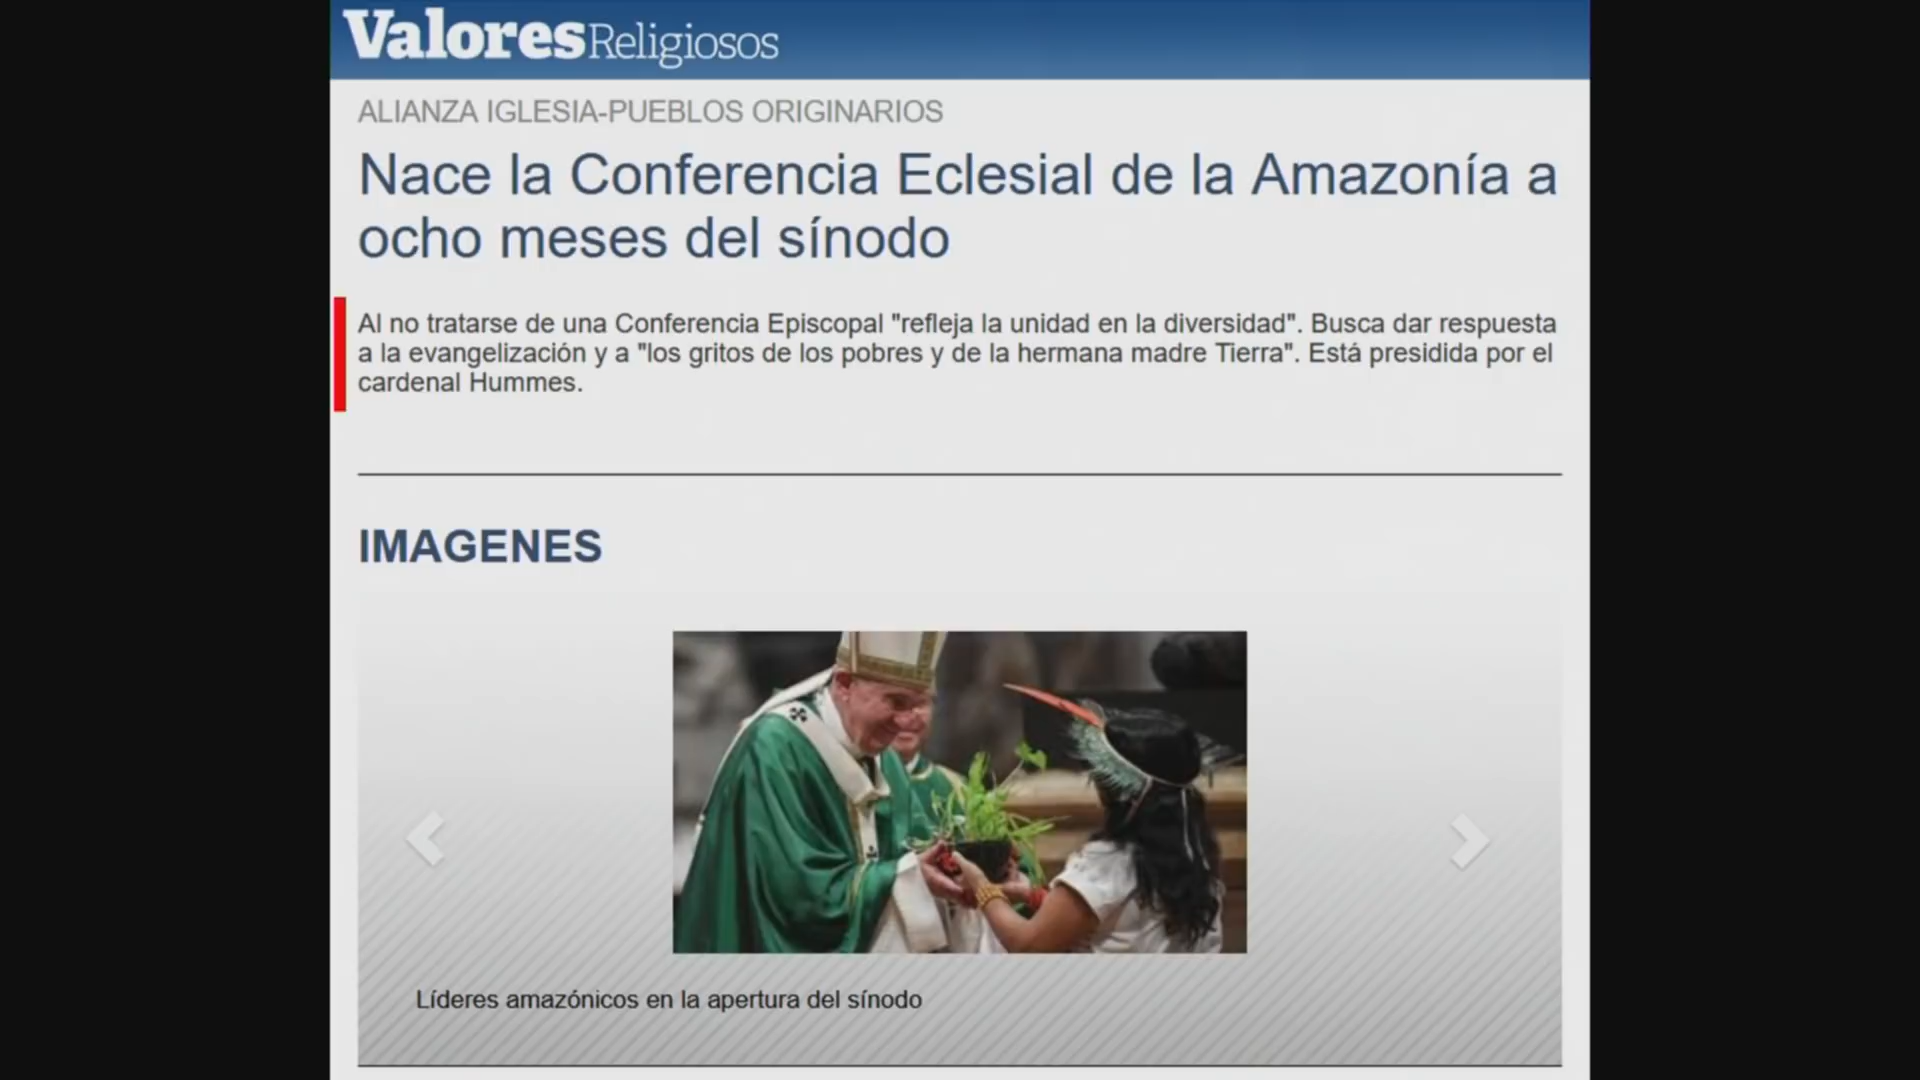 Valores Religiosos
ALIANZA IGLESIA-PUEBLOS ORIGINARIOS
Nace la Conferencia Eclesial de la Amazonía a
ocho meses del sínodo
Al no tratarse de una Conferencia Episcopal "refleja la unidad en la diversidad". Busca dar respuesta
a la evangelización y a "los gritos de los pobres y de la hermana madre Tierra". Está presidida por el
cardenal Hummes.
IMAGENES
Líderes amazónicos en la apertura del sínodo